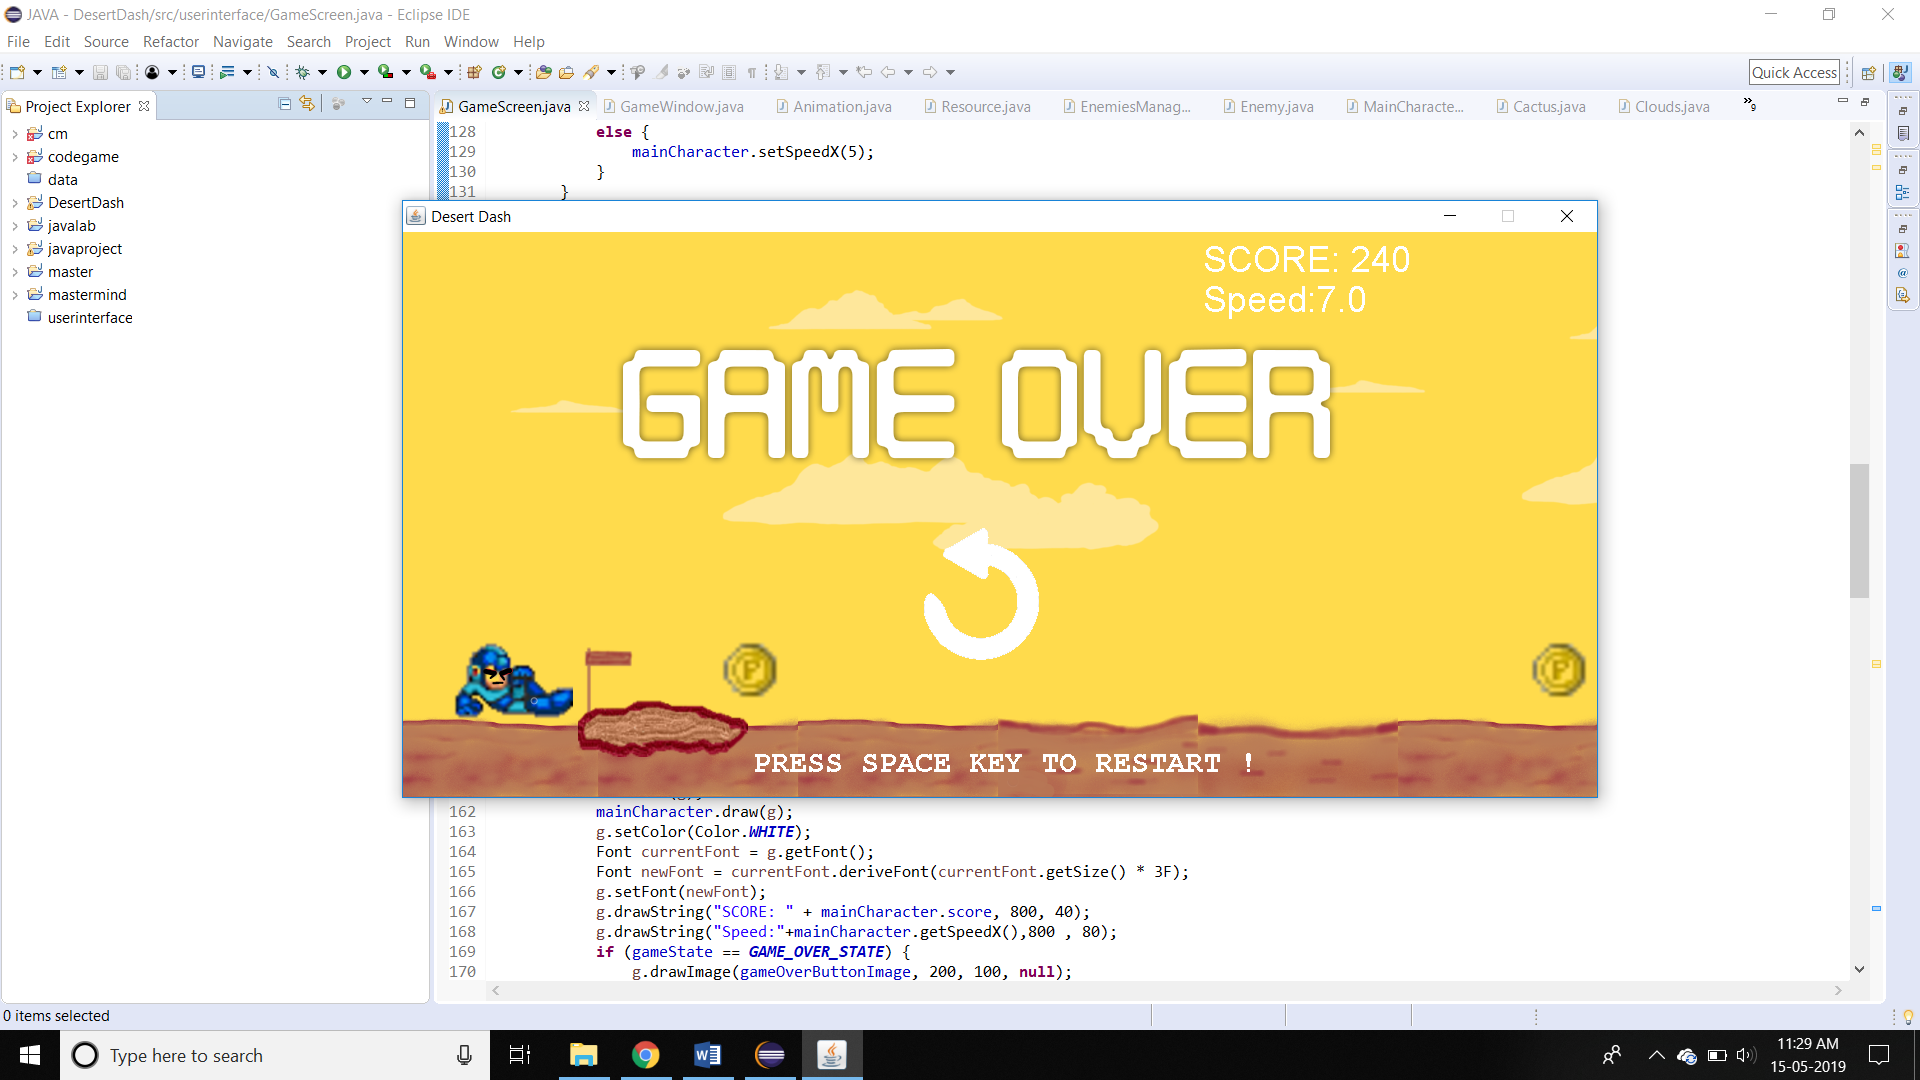 JAVA - DesertDash/src/userinterface/GameScreen.java - Eclipse IDE
File Edit Source Refactor Navigate Search Project Run Window Help
Quick Access
Project Explorer
cm
codegame
data
DesertDash
javalab
javaproject
master
mastermind
userinterface
GameScreen.java GameWindow.java Animation.java Resource.java EnemiesManag... Enemy.java MainCharacte... Cactus.java Clouds.java »9
128 else {
129 mainCharacter.setSpeedX(5);
130 }
131 }
Desert Dash
SCORE: 240
Speed:7.0
GAME OVER
P
P
PRESS SPACE KEY TO RESTART !
162 mainCharacter.draw(g);
163 g.setColor(Color.WHITE);
164 Font currentFont = g.getFont();
165 Font newFont = currentFont.deriveFont(currentFont.getSize() * 3F);
166 g.setFont(newFont);
167 g.drawString("SCORE: " + mainCharacter.score, 800, 40);
168 g.drawString("Speed:"+mainCharacter.getSpeedX(),800 , 80);
169 if (gameState == GAME_OVER_STATE) {
170 g.drawImage(gameOverButtonImage, 200, 100, null);
0 items selected
Type here to search
11:29 AM
15-05-2019